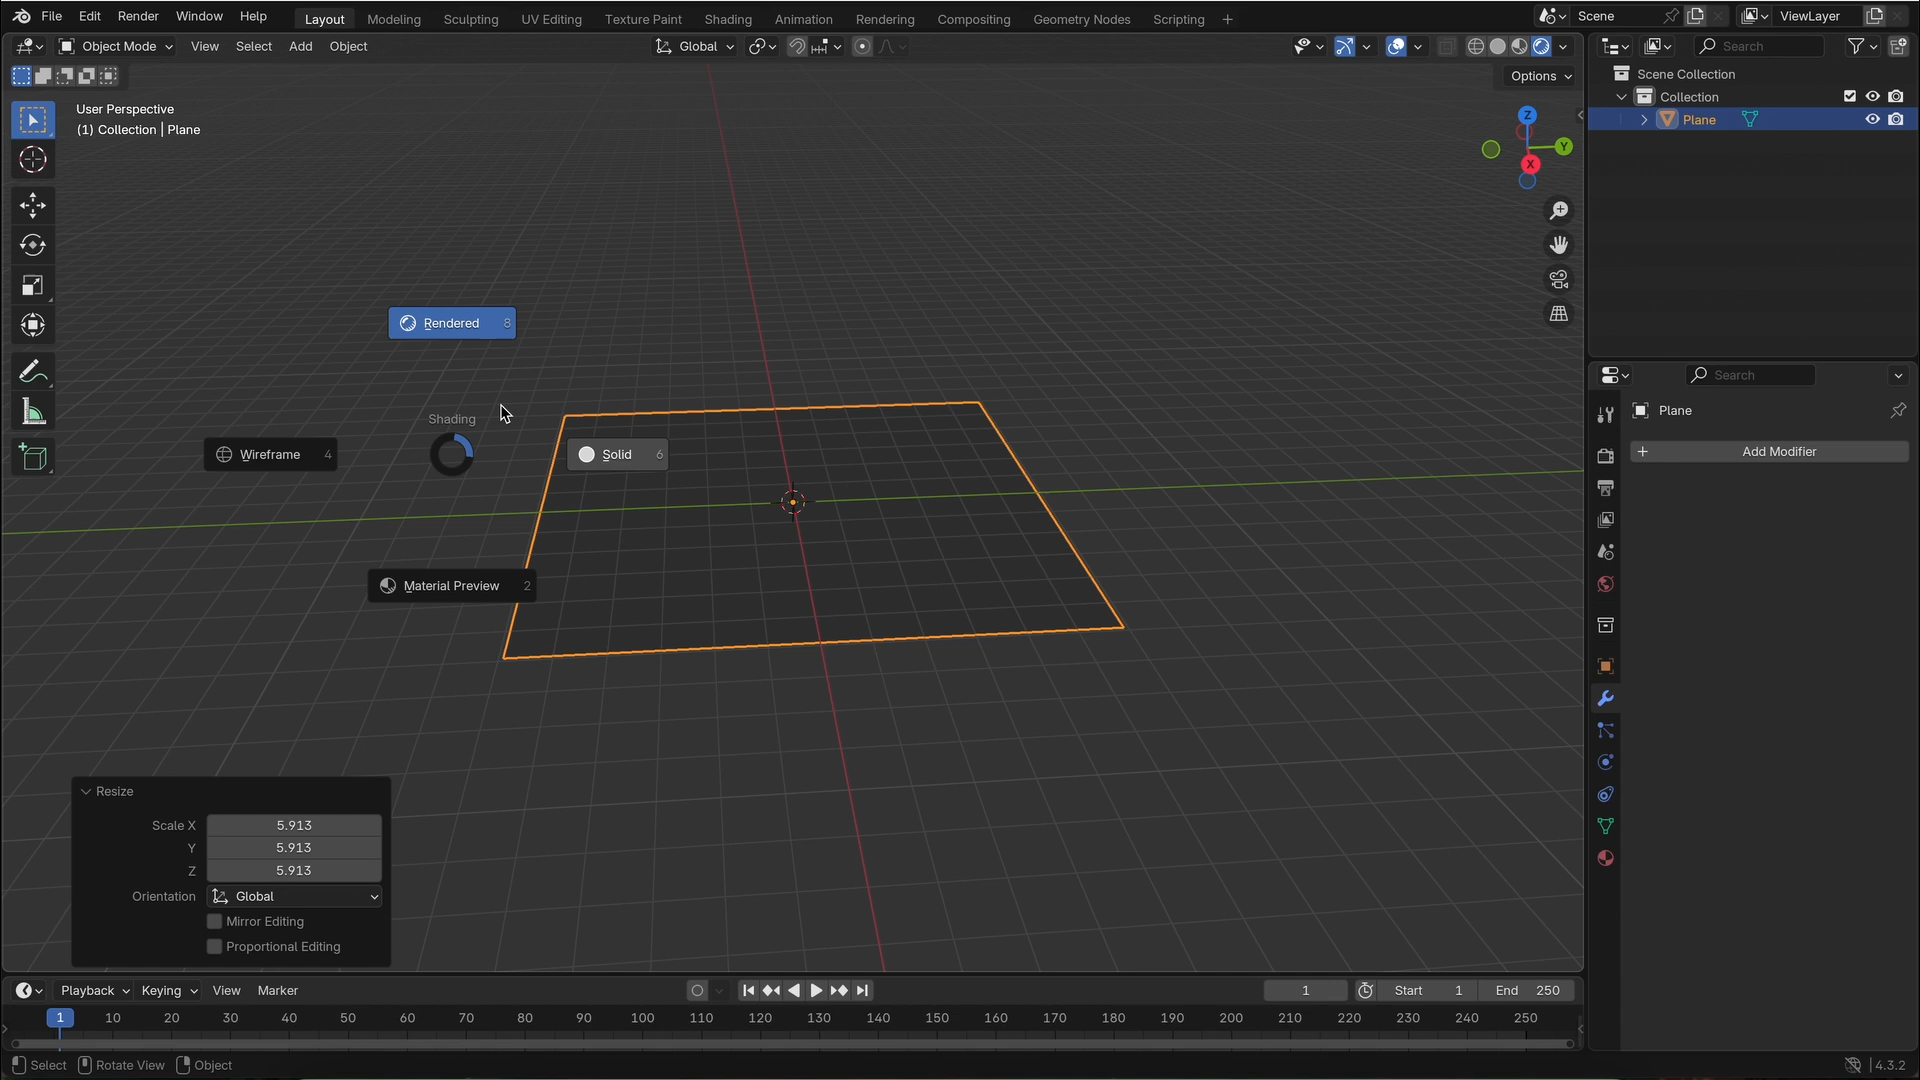 File Edit Render Window Help Layout Modeling Sculpting UV Editing Texture Paint Shading Animation Rendering Compositing Geometry Nodes Scripting + Scene ViewLayer
Object Mode View Select Add Object Global Search
Options
Scene Collection
Collection
Plane
User Perspective
(1) Collection | Plane
Z
Y
X
Rendered 8
Shading
Wireframe 4
Solid 6
Material Preview 2
Search
Plane
+ Add Modifier
Resize
Scale X 5.913
Y 5.913
Z 5.913
Orientation Global
Mirror Editing
Proportional Editing
Playback Keying View Marker 1 Start 1 End 250
1 10 20 30 40 50 60 70 80 90 100 110 120 130 140 150 160 170 180 190 200 210 220 230 240 250
Select Rotate View Object 4.3.2